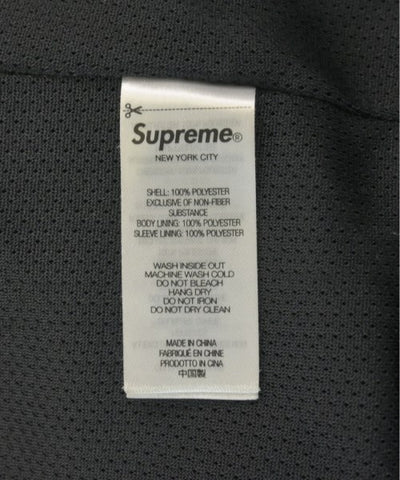 Supreme®
NEW YORK CITY
SHELL: 100% POLYESTER
EXCLUSIVE OF NON-FIBER
SUBSTANCE
BODY LINING: 100% POLYESTER
SLEEVE LINING: 100% POLYESTER
WASH INSIDE OUT
MACHINE WASH COLD
DO NOT BLEACH
HANG DRY
DO NOT IRON
DO NOT DRY CLEAN
MADE IN CHINA
FABRIQUÉ EN CHINE
PRODOTTO IN CINA
中国製